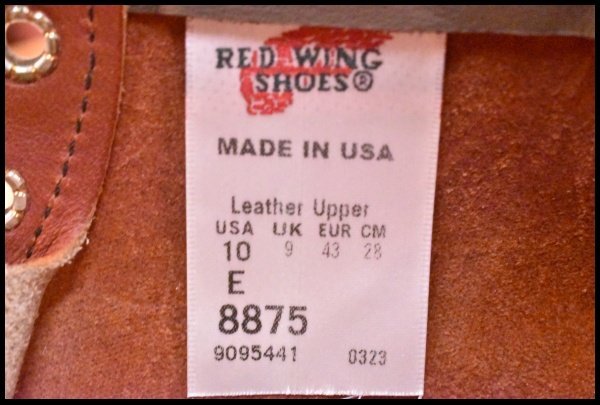 RED WING
SHOES®
MADE IN USA
Leather Upper
USA UK EUR CM
10 9 43 28
E
8875
9095441 0323